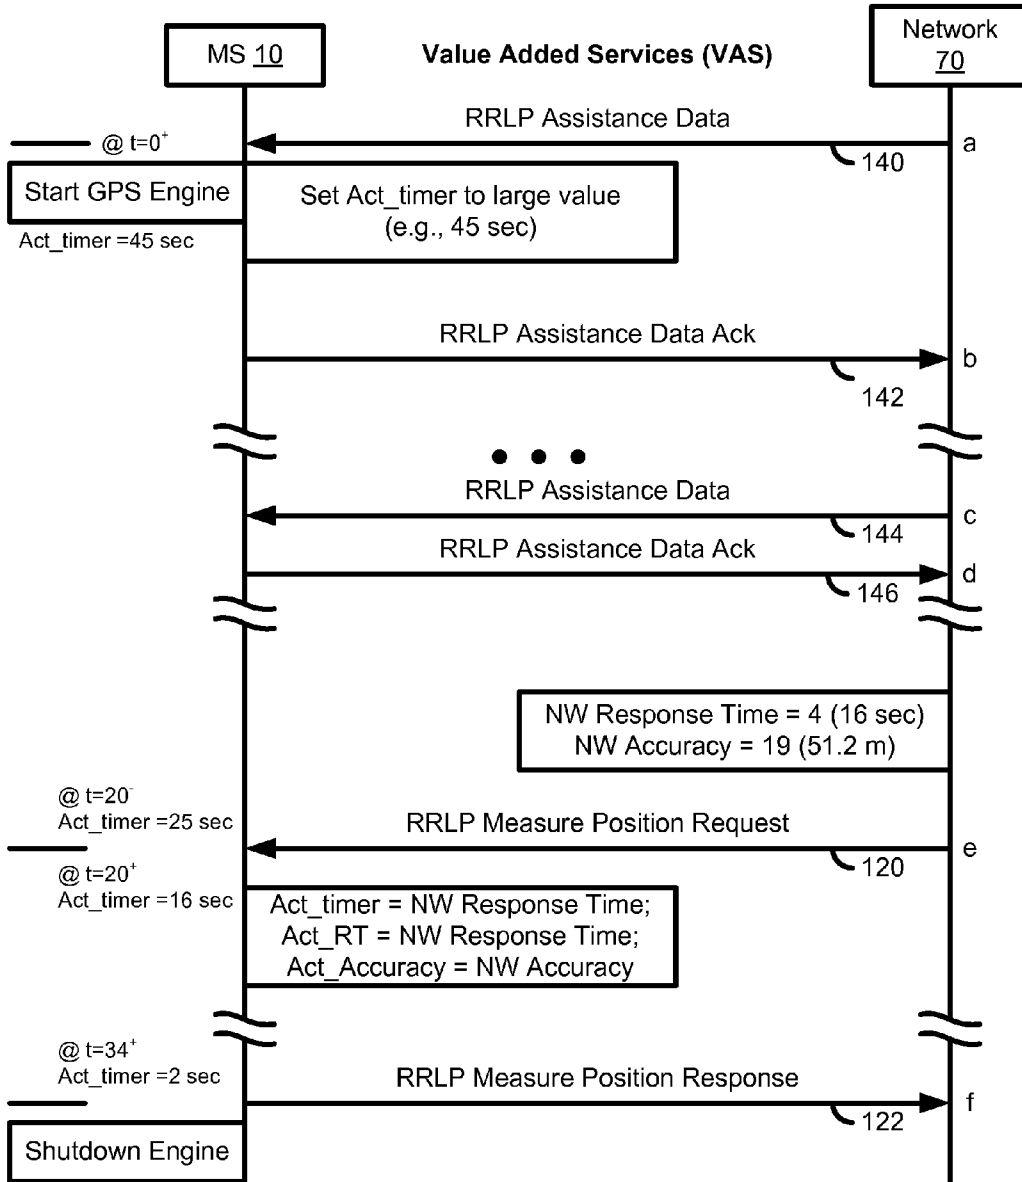 MS 10
Value Added Services (VAS)
Network
70
RRLP Assistance Data
@ t=0⁺
140
a
Start GPS Engine
Set Act_timer to large value
(e.g., 45 sec)
Act_timer =45 sec
RRLP Assistance Data Ack
b
142
RRLP Assistance Data
c
144
RRLP Assistance Data Ack
d
146
NW Response Time = 4 (16 sec)
NW Accuracy = 19 (51.2 m)
@ t=20⁻
Act_timer =25 sec
RRLP Measure Position Request
e
120
@ t=20⁺
Act_timer =16 sec
Act_timer = NW Response Time;
Act_RT = NW Response Time;
Act_Accuracy = NW Accuracy
@ t=34⁺
Act_timer =2 sec
RRLP Measure Position Response
f
122
Shutdown Engine